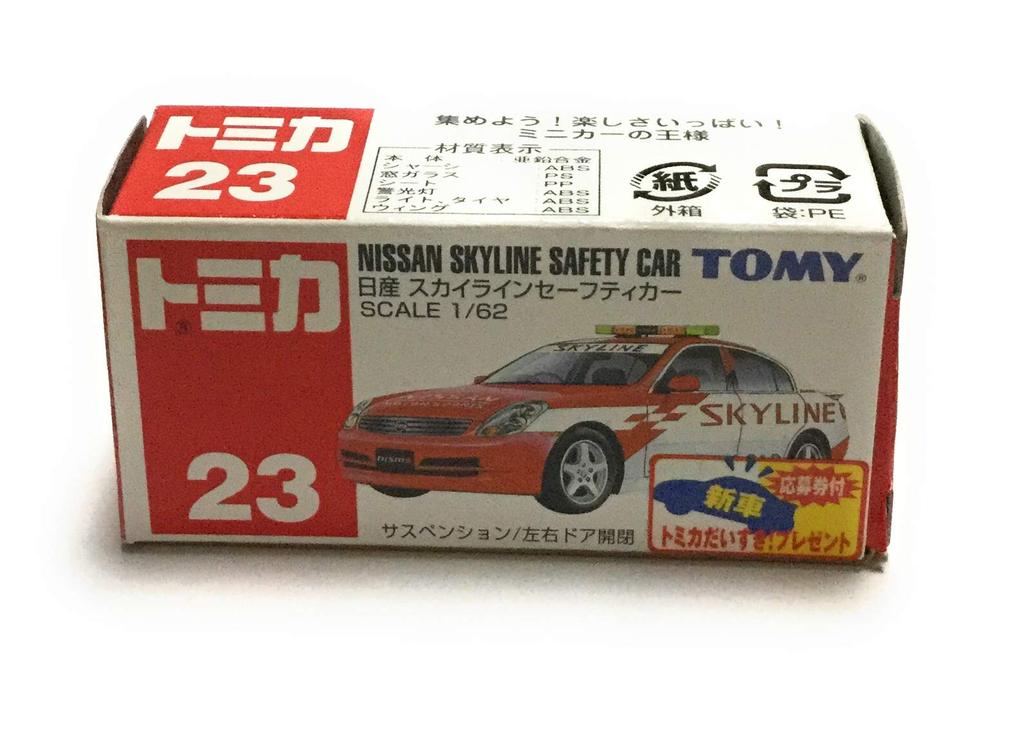 トミカ
23
集めよう！楽しさいっぱい！
ミニカーの王様
材質表示
本体 亜鉛合金
シャーシ ABS
窓ガラス PS
シート PP
警光灯 ABS
ライト、タイヤ ABS
ウィング ABS
紙
外箱
プラ
袋:PE
トミカ®
NISSAN SKYLINE SAFETY CAR TOMY®
日産 スカイラインセーフティカー
SCALE 1/62
SKYLINE
SKYLINE
nismo
23
サスペンション/左右ドア開閉
新車
応募券付
トミカだいすき!プレゼント